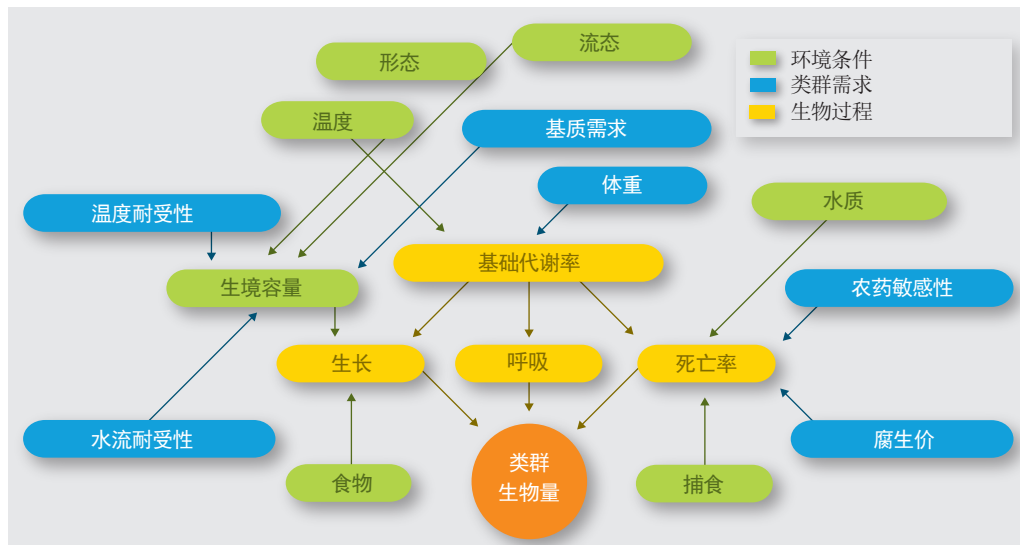 流态
形态
环境条件
类群需求
生物过程
温度
基质需求
体重
水质
温度耐受性
基础代谢率
生境容量
农药敏感性
生长
呼吸
死亡率
水流耐受性
腐生价
食物
类群
生物量
捕食